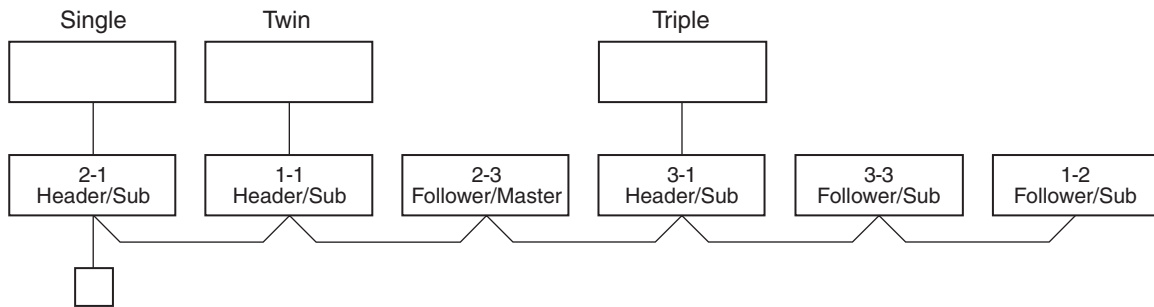 Single
Twin
Triple
2-1
Header/Sub
1-1
Header/Sub
2-3
Follower/Master
3-1
Header/Sub
3-3
Follower/Sub
1-2
Follower/Sub